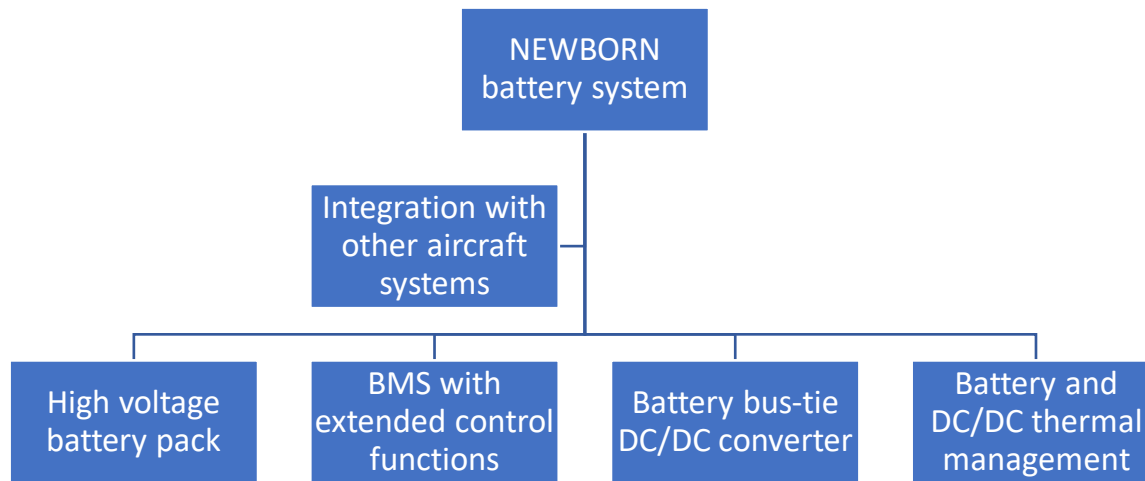 NEWBORN
battery system
Integration with
other aircraft
systems
High voltage
battery pack
BMS with
extended control
functions
Battery bus-tie
DC/DC converter
Battery and
DC/DC thermal
management